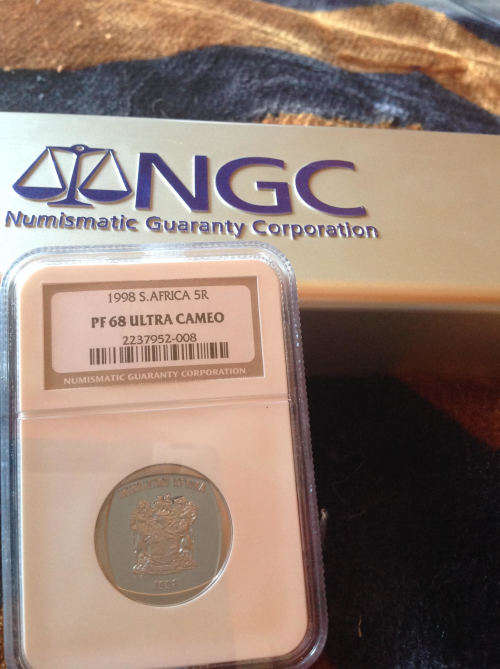 NGC
Numismatic Guaranty Corporation
1998 S.AFRICA 5R
PF 68 ULTRA CAMEO
2237952-008
NUMISMATIC GUARANTY CORPORATION